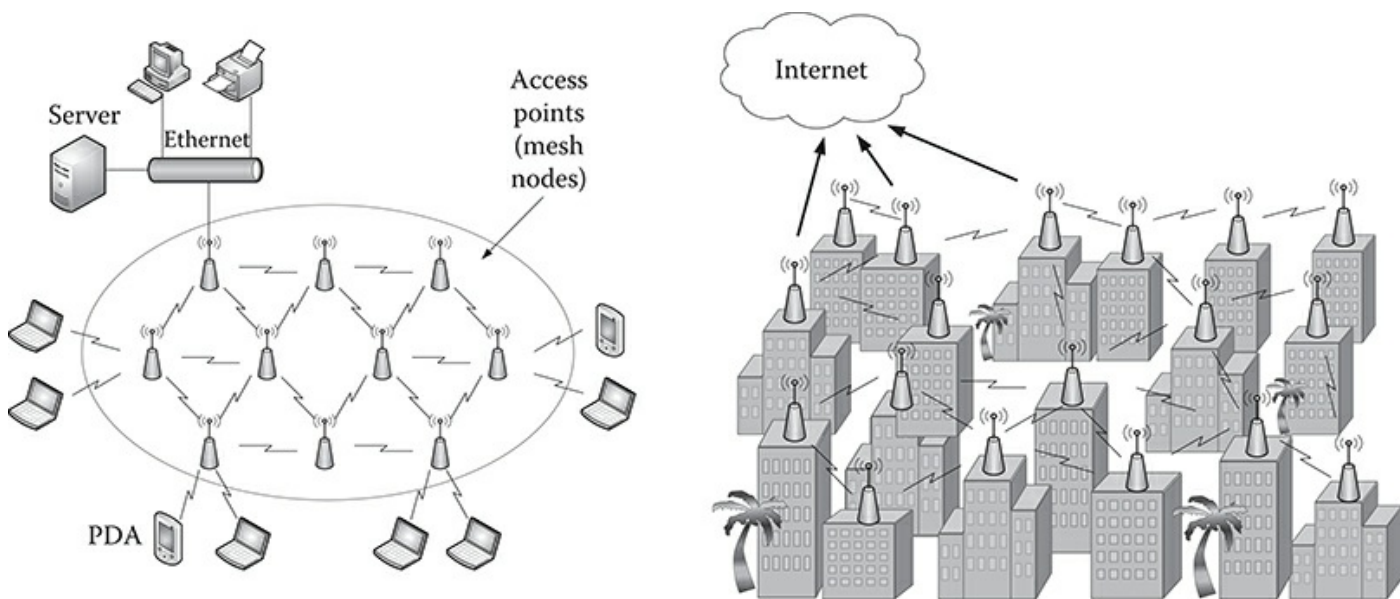 Server
Ethernet
Access
points
(mesh
nodes)
PDA
Internet